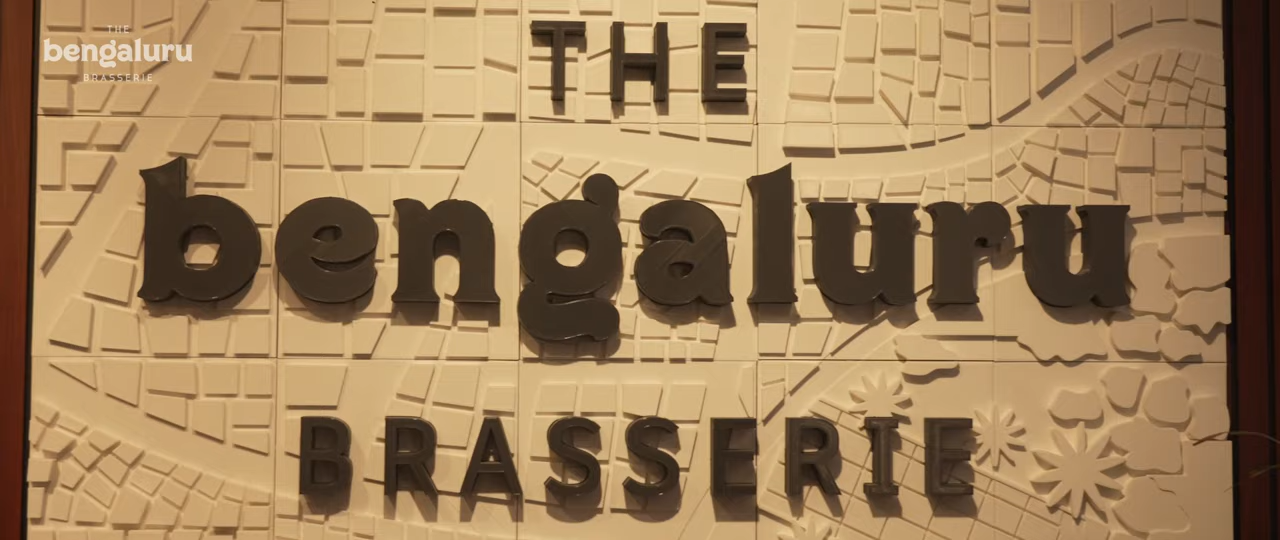 THE
bengaluru
BRASSERIE
THE
bengaluru
BRASSERIE